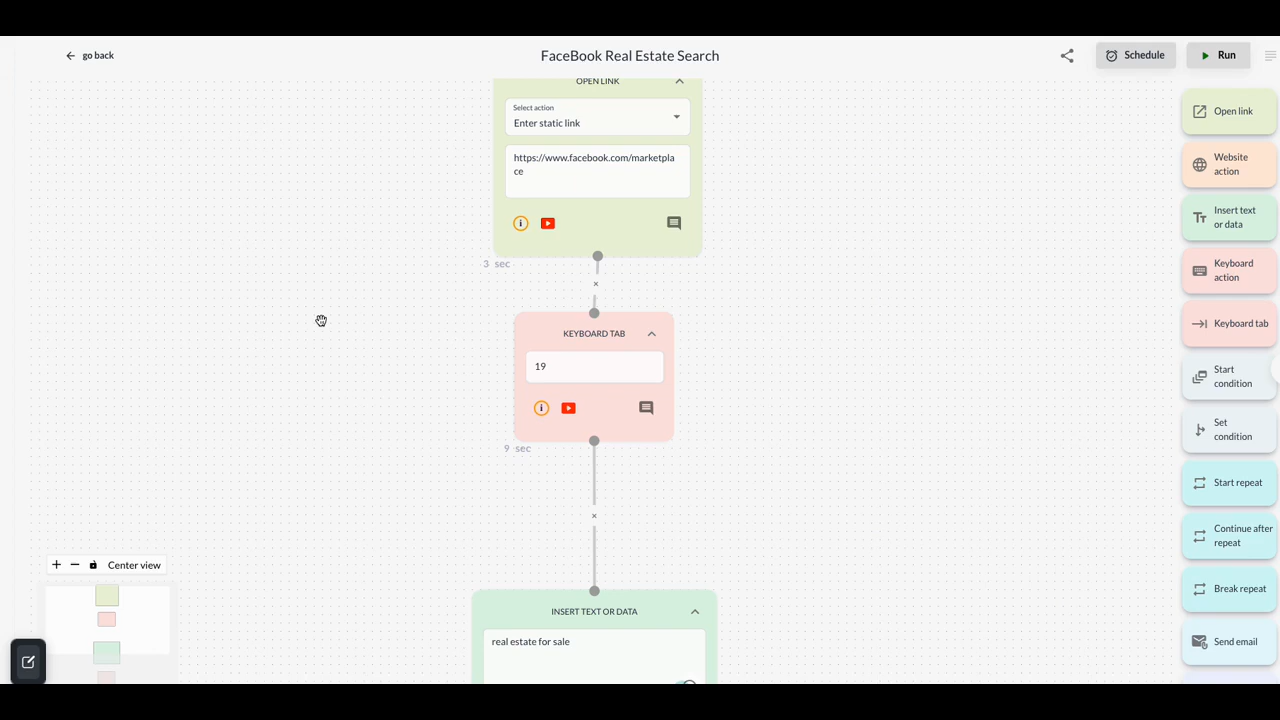 go back
FaceBook Real Estate Search
Schedule
Run
OPEN LINK
Select action
Enter static link
https://www.facebook.com/marketpla
ce
3 sec
KEYBOARD TAB
19
9 sec
INSERT TEXT OR DATA
real estate for sale
Center view
Open link
Website
action
Insert text
or data
Keyboard
action
Keyboard tab
Start
condition
Set
condition
Start repeat
Continue after
repeat
Break repeat
Send email